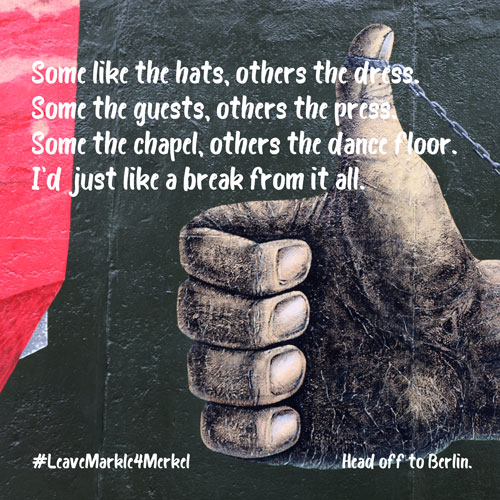 Some like the hats, others the dress.
Some the guests, others the press.
Some the chapel, others the dance floor.
I'd just like a break from it all.
#LeaveMarkle4Merkel
Head off to Berlin.